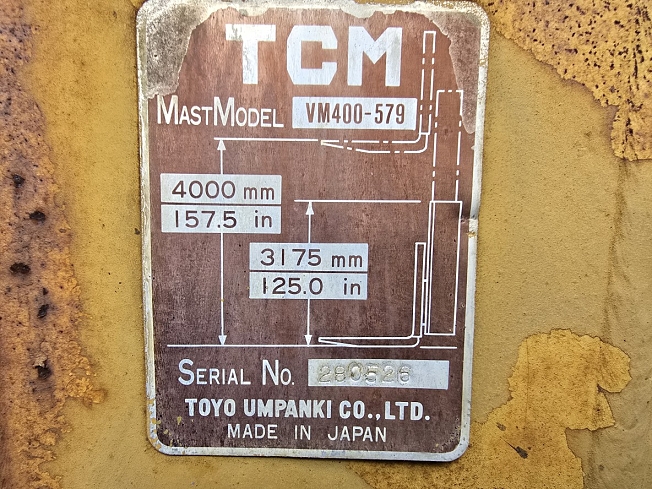 TCM
MASTMODEL VM400-579
4000 mm
157.5 in
3175 mm
125.0 in
SERIAL NO. 280526
TOYO UMPANKI CO.,LTD.
MADE IN JAPAN